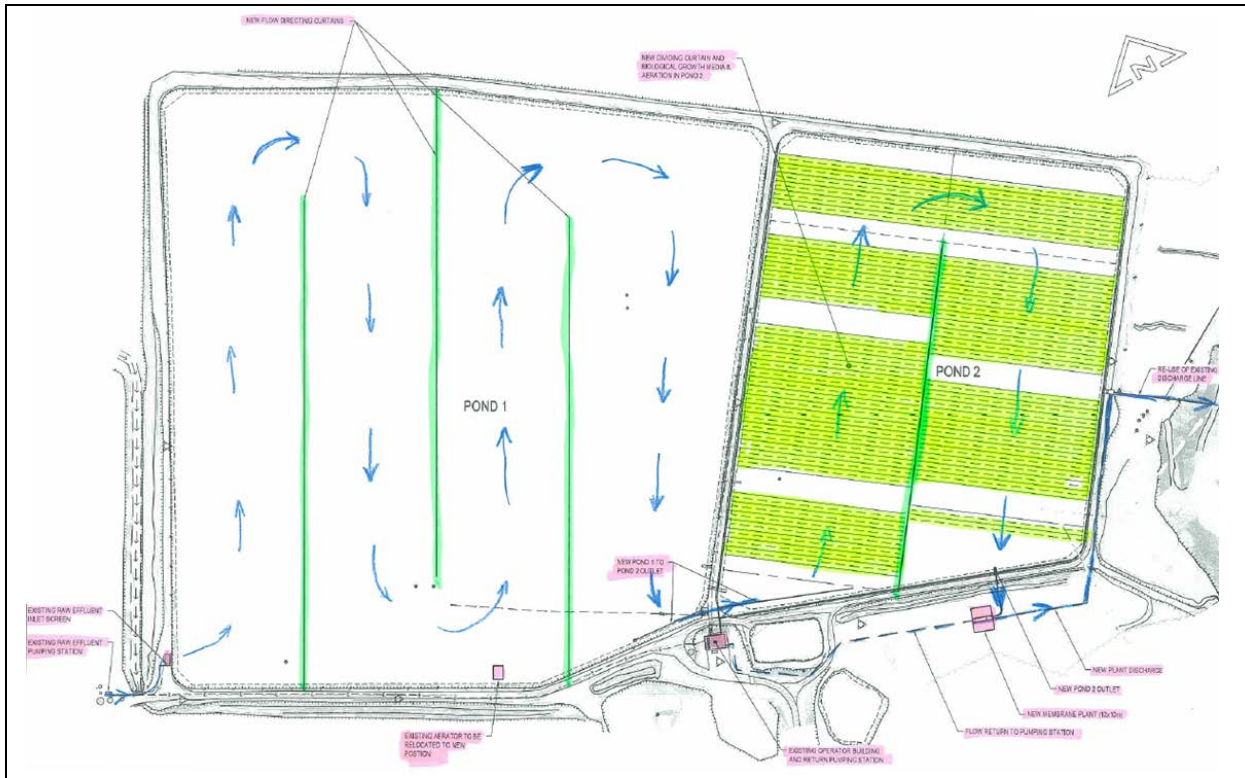 NEW FLOW DIRECTING CURTAINS
NEW DIVIDING CURTAIN AND
BIOLOGICAL GROWTH MEDIA &
AERATION IN POND 2
N
POND 1
POND 2
RE-USE OF EXISTING
DISCHARGE LINE
NEW POND 1 TO
POND 2 OUTLET
EXISTING RAW EFFLUENT
INLET SCREEN
EXISTING RAW EFFLUENT
PUMPING STATION
NEW PLANT DISCHARGE
NEW POND 2 OUTLET
NEW MEMBRANE PLANT (10x10m)
FLOW RETURN TO PUMPING STATION
EXISTING AERATOR TO BE
RELOCATED TO NEW
POSTION
EXISTING OPERATOR BUILDING
AND RETURN PUMPING STATION